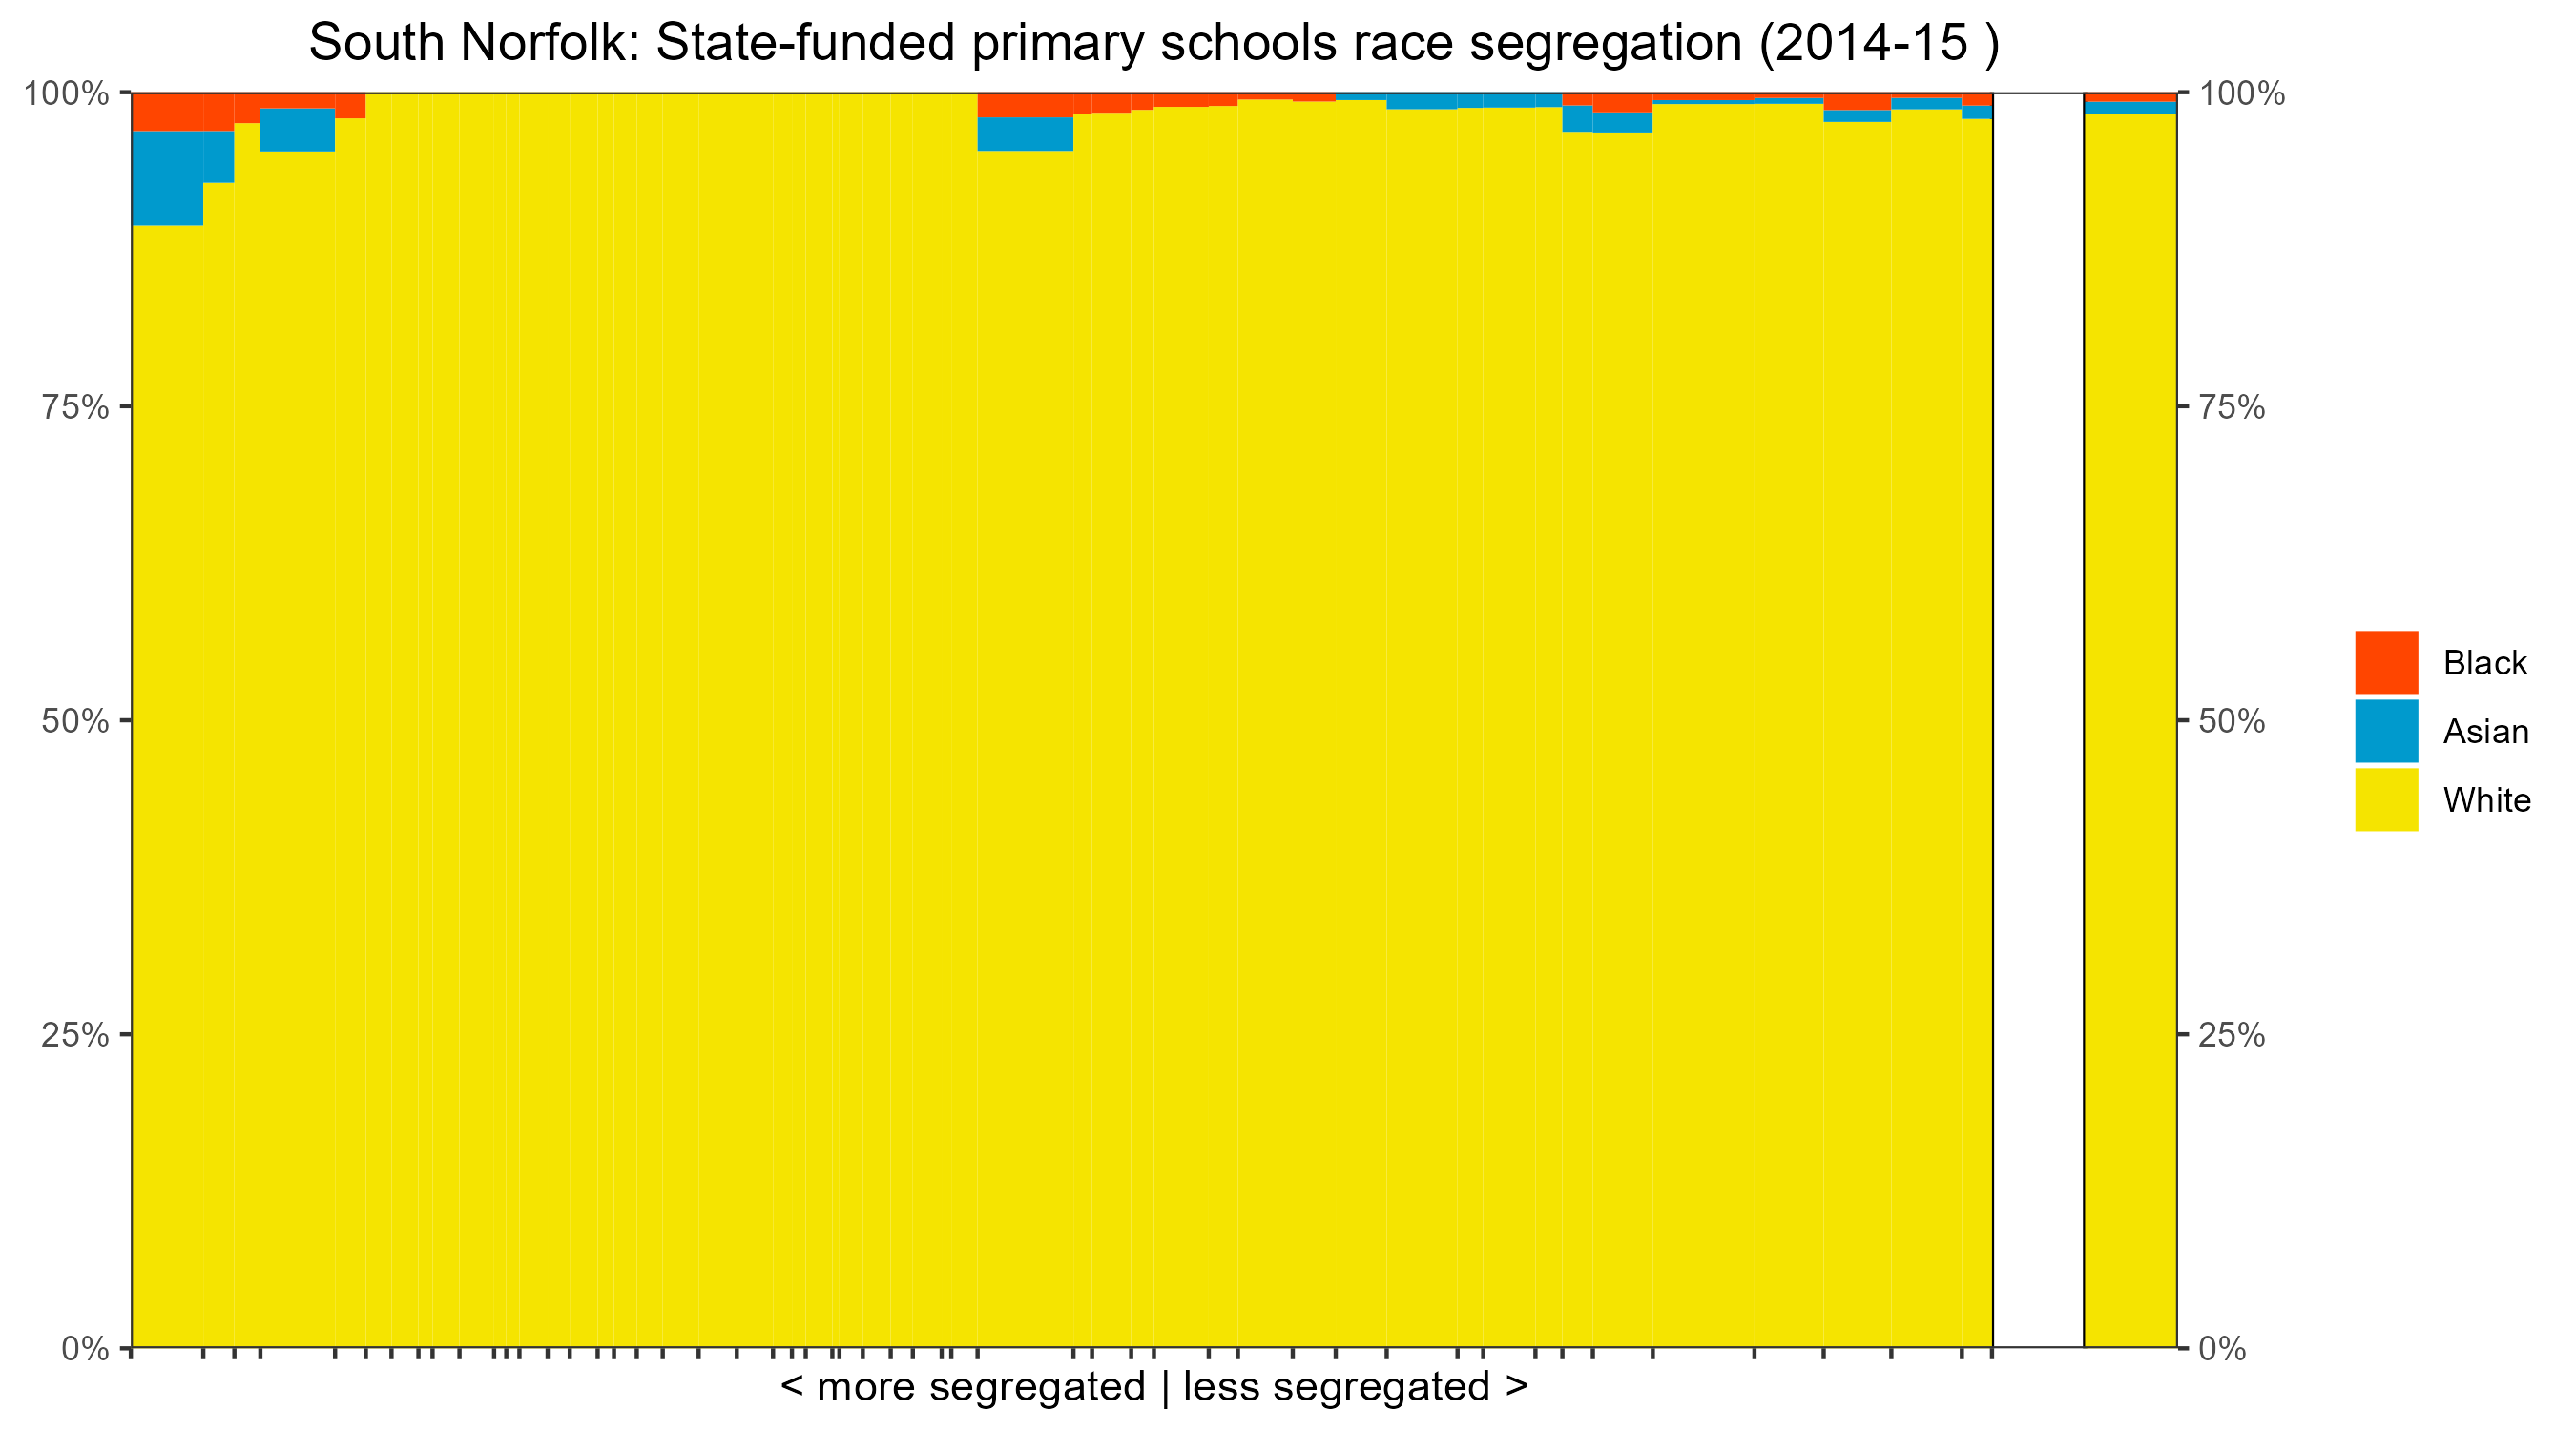 South Norfolk: State-funded primary schools race segregation (2014-15 )
100%
75%
50%
25%
0%
100%
75%
50%
25%
0%
Black
Asian
White
< more segregated | less segregated >